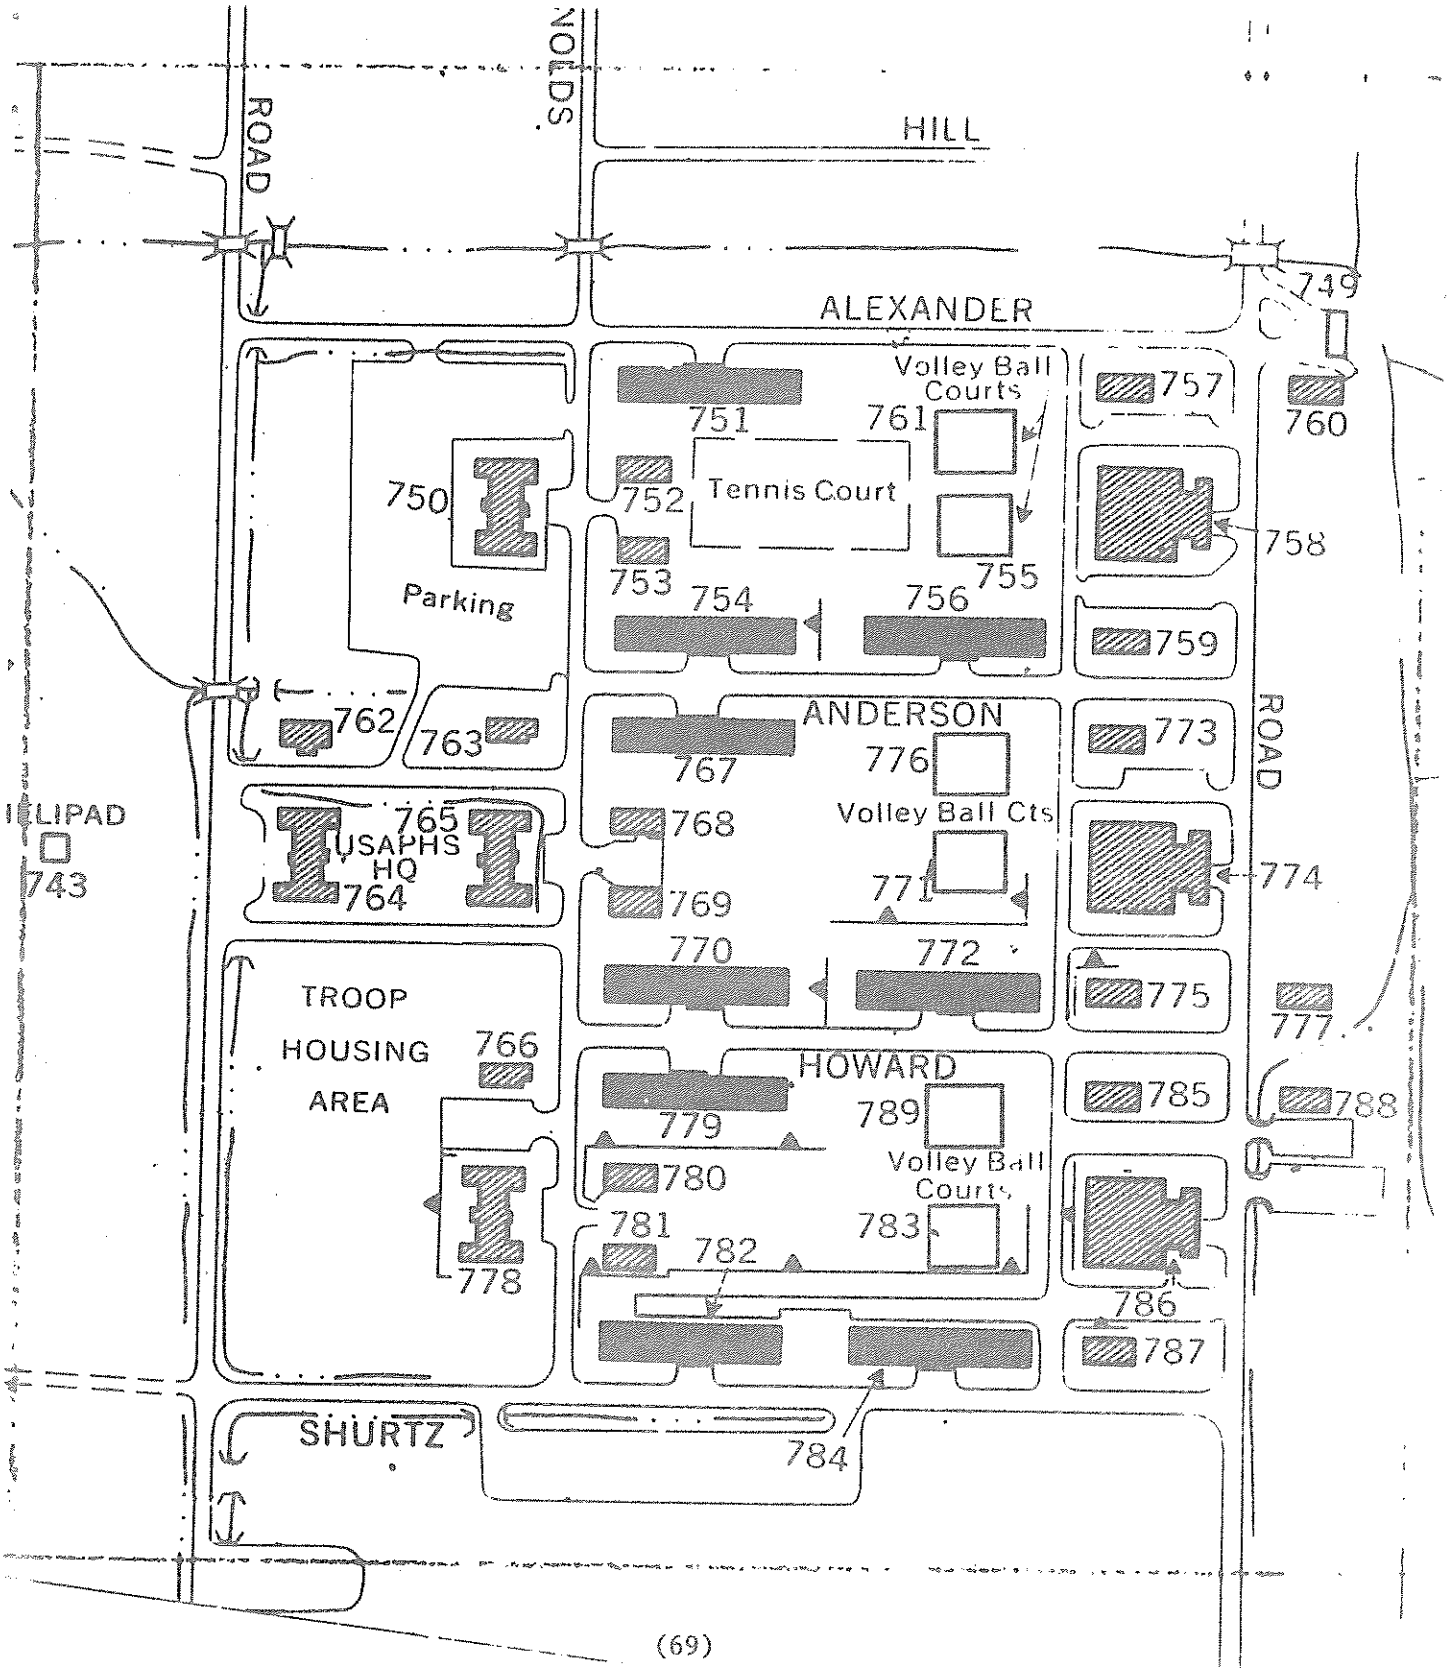 NOLDS
ROAD
HILL
749
ALEXANDER
Volley Ball
Courts
757
751
761
760
750
752
Tennis Court
758
753
755
Parking
754
756
759
762
763
ANDERSON
773
ROAD
767
776
HELIPAD
743
765
USAPHS
HQ
764
768
Volley Ball Cts
771
774
769
770
772
775
777
TROOP
HOUSING
AREA
766
HOWARD
779
789
785
788
780
Volley Ball
Courts
781
783
782
778
786
787
SHURTZ
784
(69)